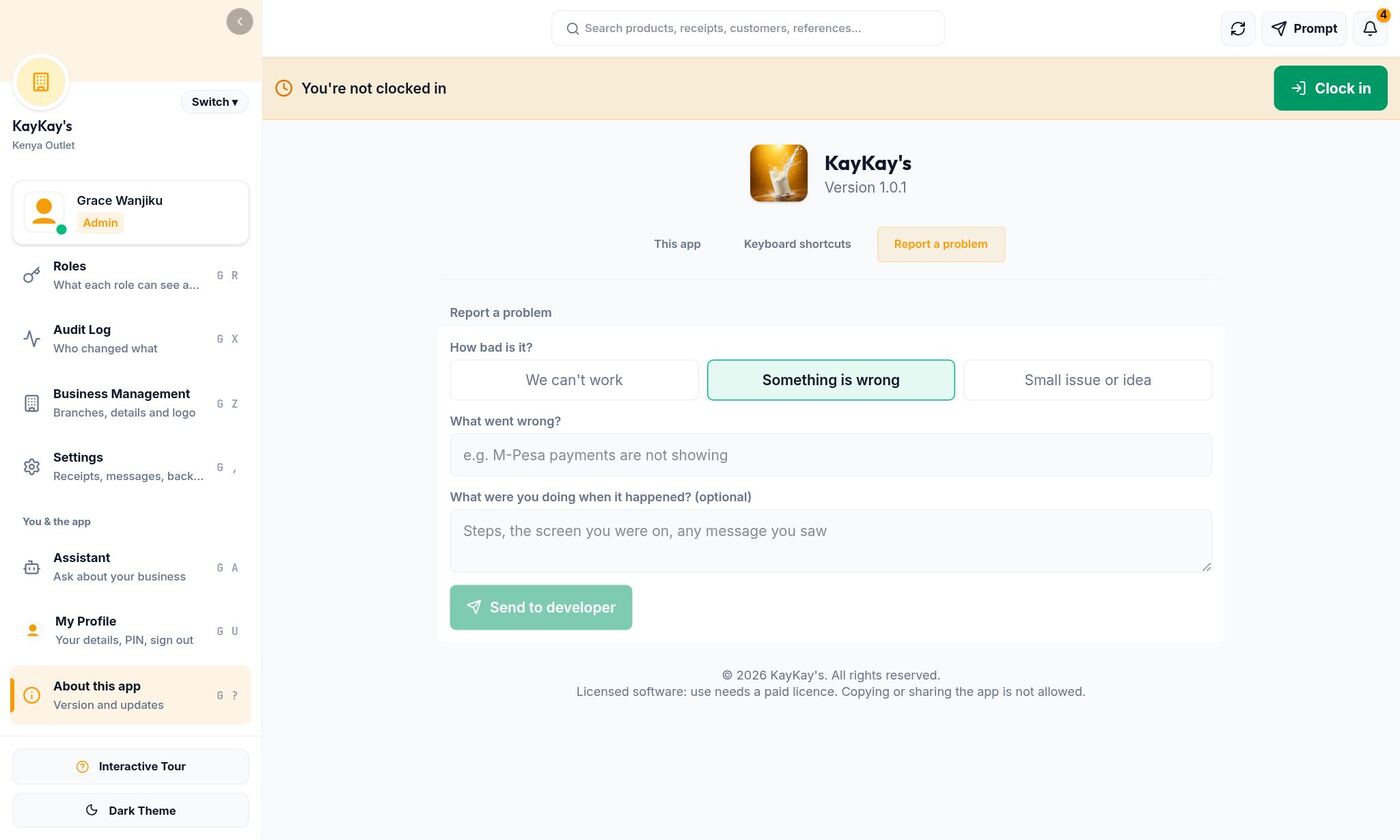 Search products, receipts, customers, references...
Prompt
4
Switch ▾
KayKay's
Kenya Outlet
Grace Wanjiku
Admin
Roles
What each role can see a...
G R
Audit Log
Who changed what
G X
Business Management
Branches, details and logo
G Z
Settings
Receipts, messages, back...
G ,
You & the app
Assistant
Ask about your business
G A
My Profile
Your details, PIN, sign out
G U
About this app
Version and updates
G ?
Interactive Tour
Dark Theme
You're not clocked in
Clock in
KayKay's
Version 1.0.1
This app
Keyboard shortcuts
Report a problem
Report a problem
How bad is it?
We can't work
Something is wrong
Small issue or idea
What went wrong?
e.g. M-Pesa payments are not showing
What were you doing when it happened? (optional)
Steps, the screen you were on, any message you saw
Send to developer
© 2026 KayKay's. All rights reserved.
Licensed software: use needs a paid licence. Copying or sharing the app is not allowed.